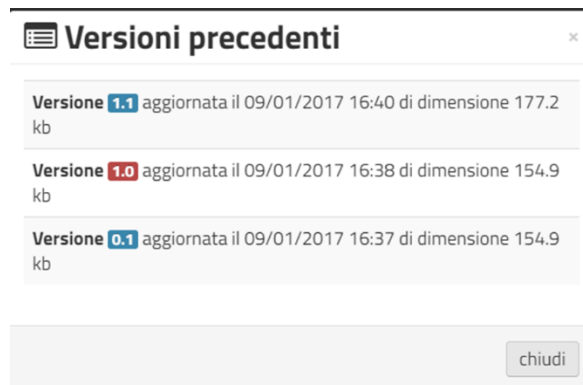 Versioni precedenti ×
Versione 1.1 aggiornata il 09/01/2017 16:40 di dimensione 177.2
kb
Versione 1.0 aggiornata il 09/01/2017 16:38 di dimensione 154.9
kb
Versione 0.1 aggiornata il 09/01/2017 16:37 di dimensione 154.9
kb
chiudi